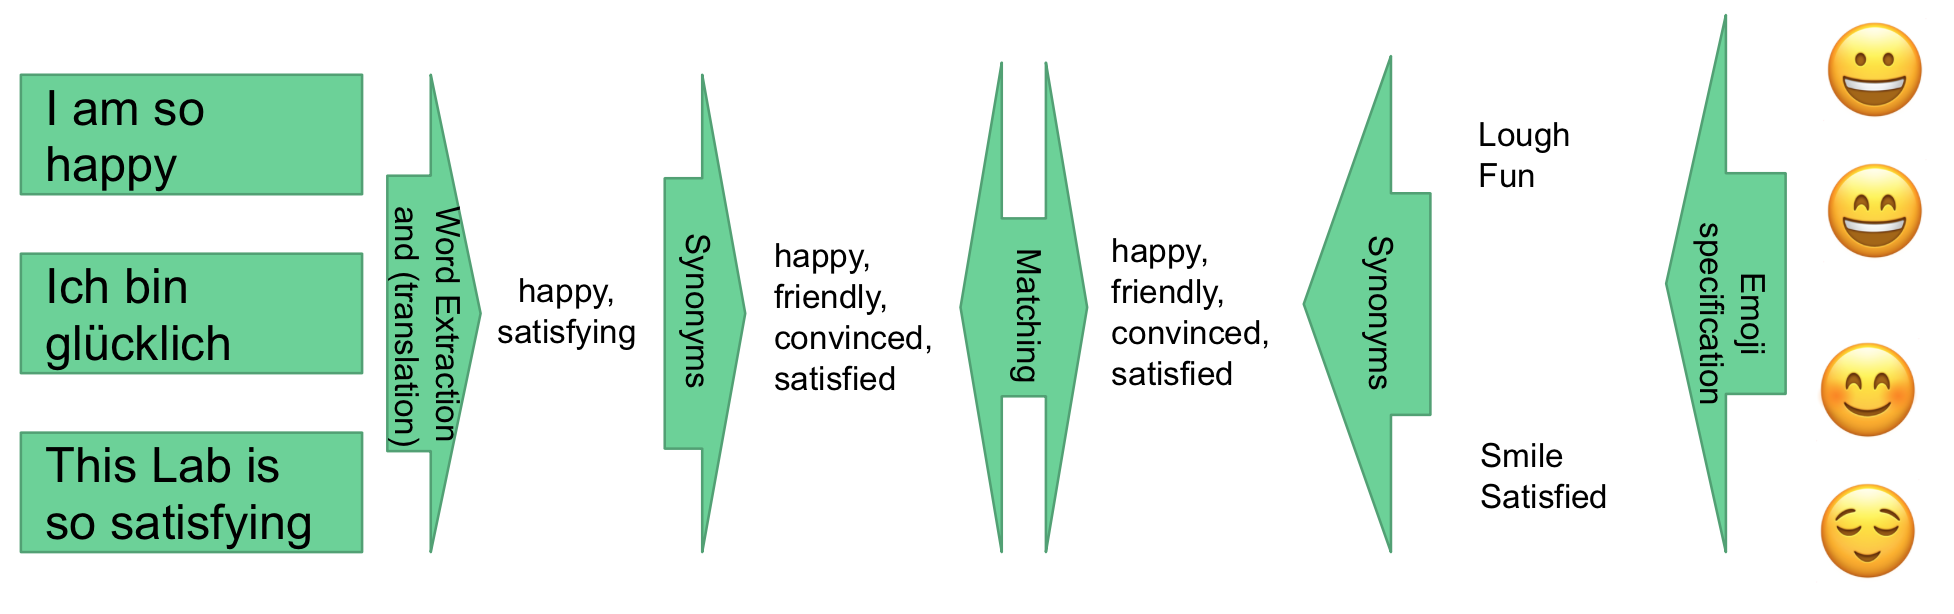 I am so
happy
Ich bin
glücklich
This Lab is
so satisfying
Word Extraction
and (translation)
happy,
satisfying
Synonyms
happy,
friendly,
convinced,
satisfied
Matching
happy,
friendly,
convinced,
satisfied
Synonyms
Lough
Fun
Smile
Satisfied
Emoji
specification